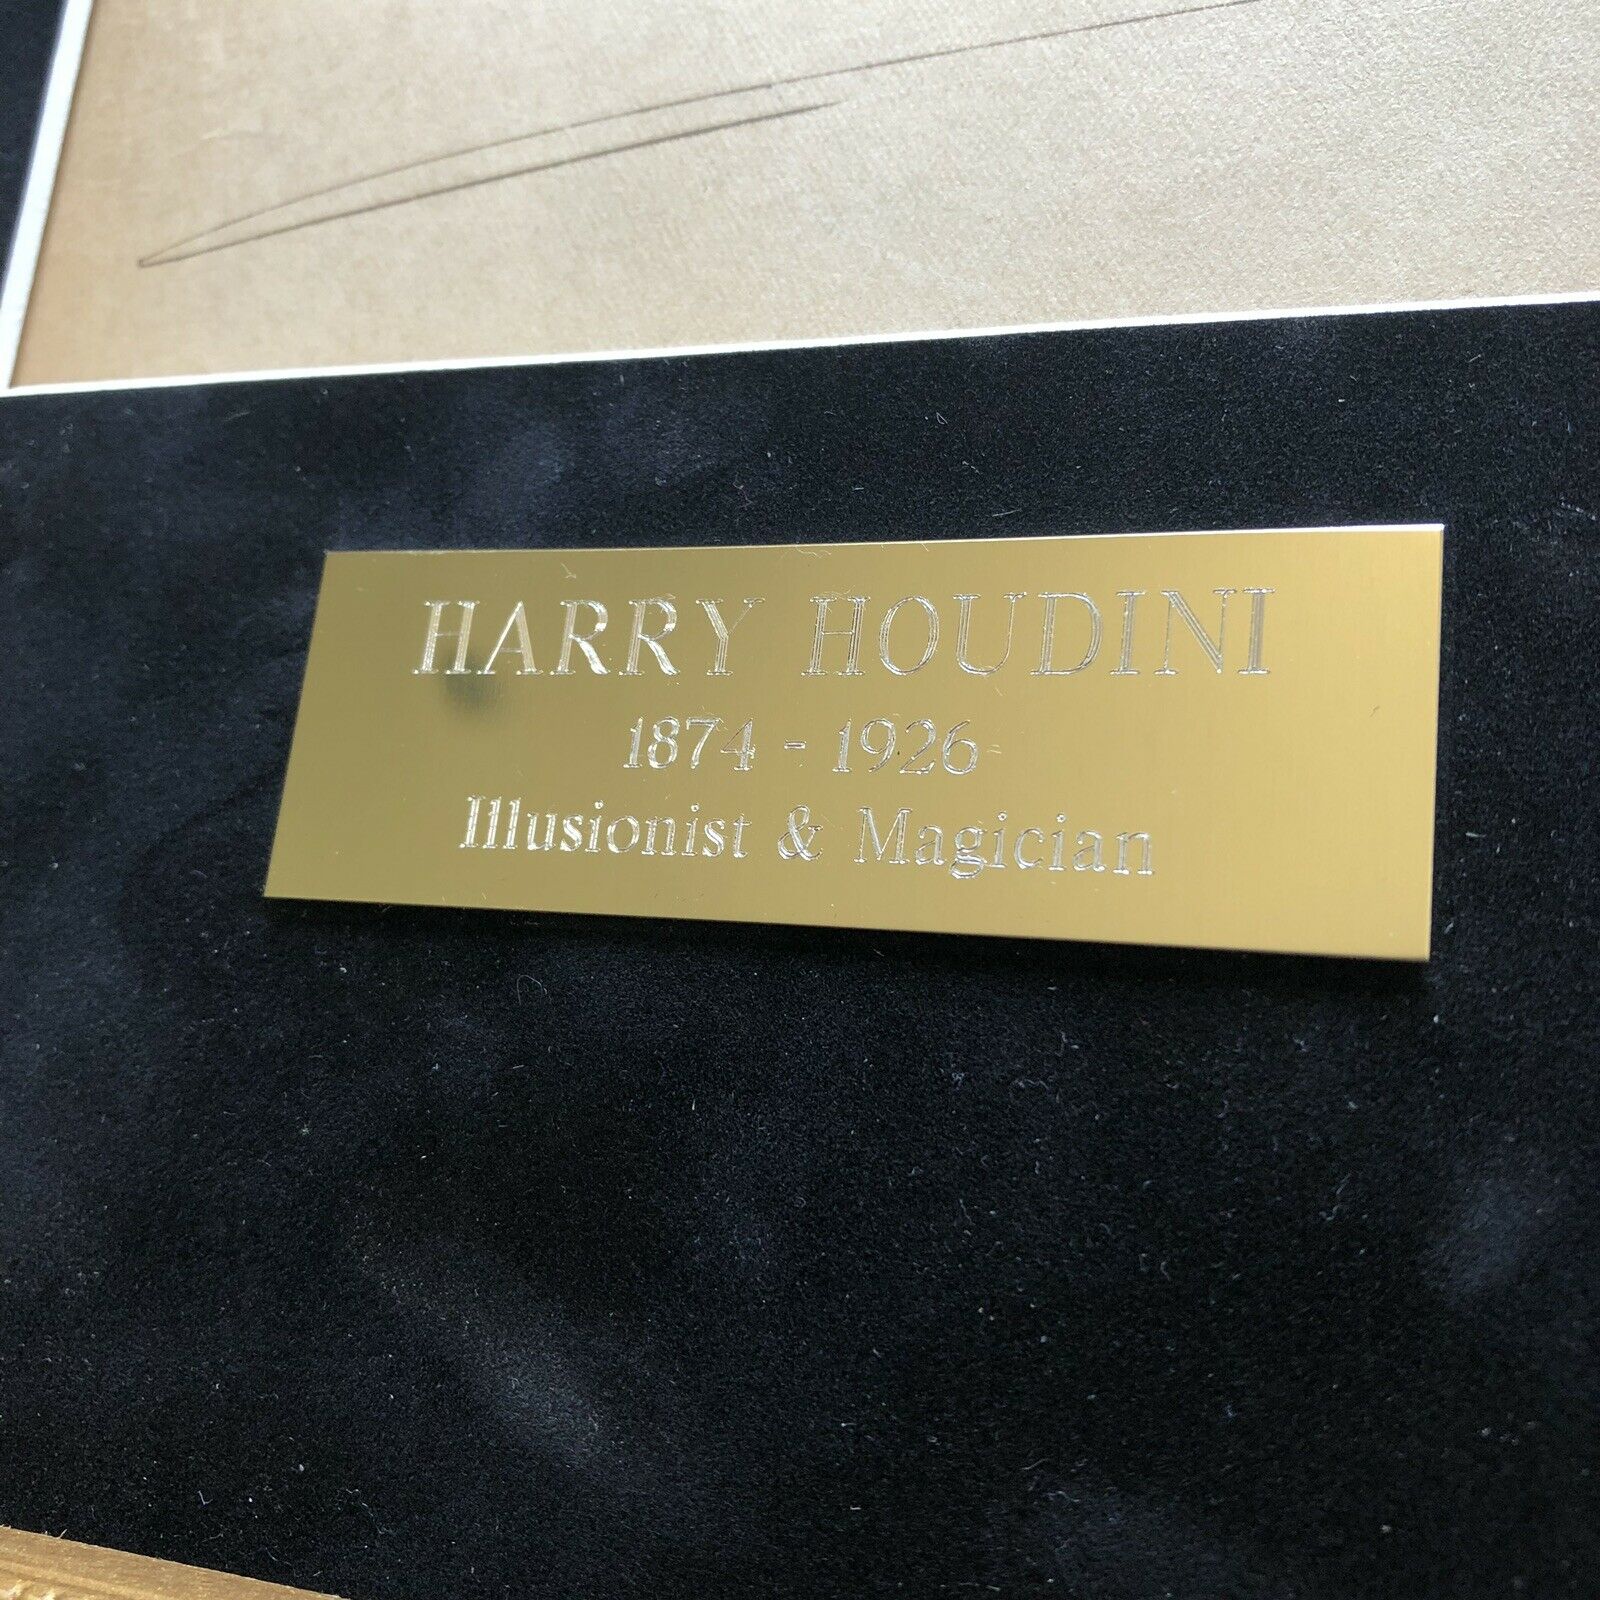 HARRY HOUDINI
1874 - 1926
Illusionist & Magician